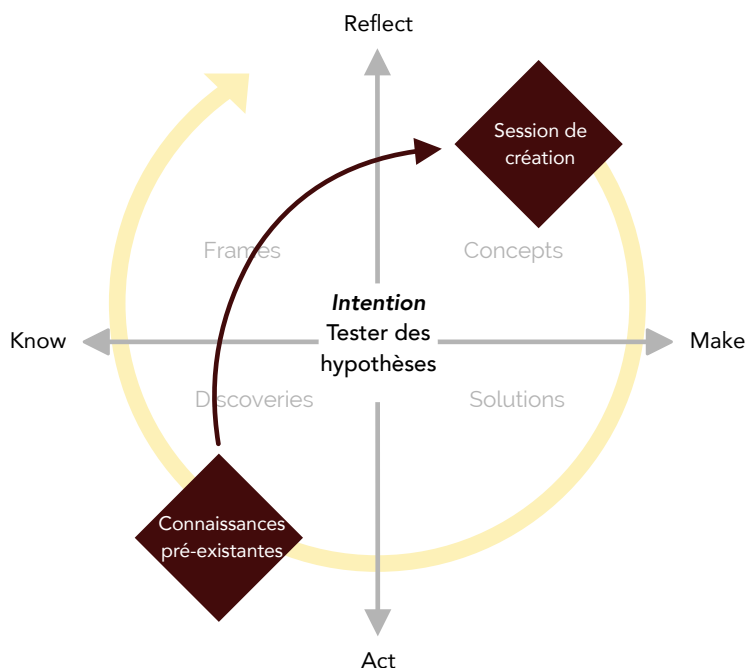 Reflect
Session de
création
Frames
Concepts
Intention
Tester des
hypothèses
Know
Make
Discoveries
Solutions
Connaissances
pré-existantes
Act